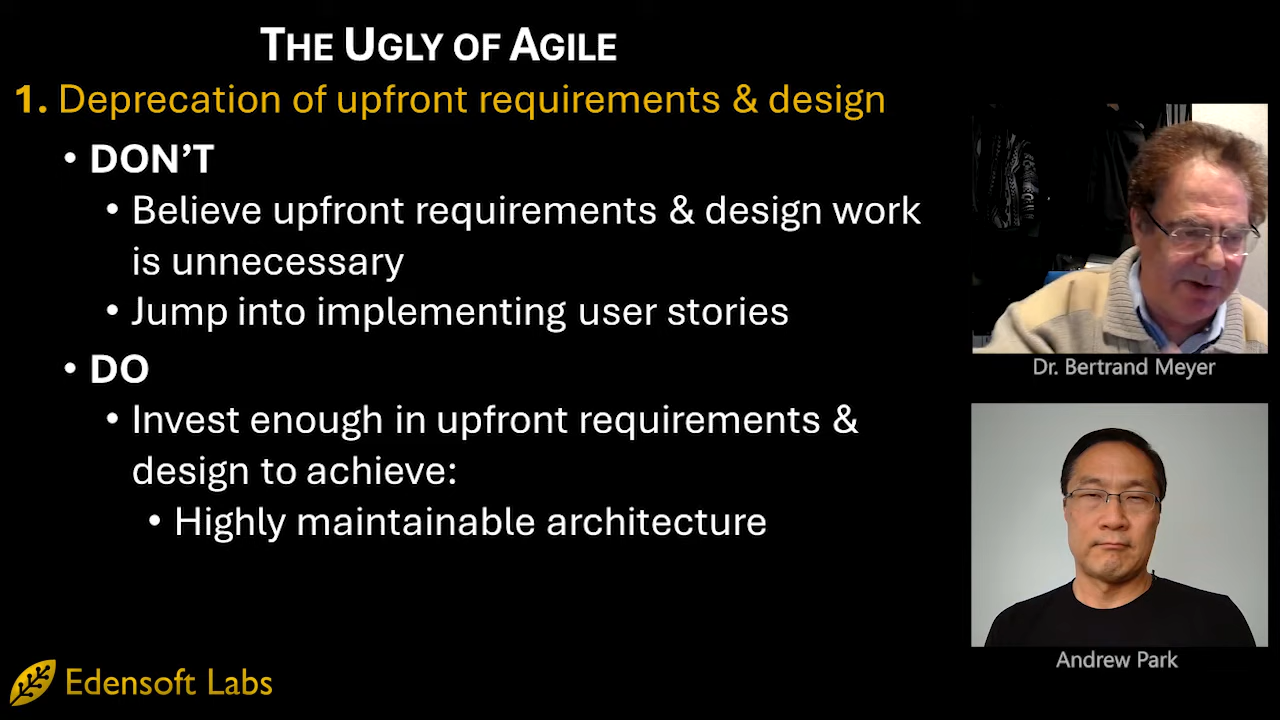 THE UGLY OF AGILE
1. Deprecation of upfront requirements & design
• DON'T
• Believe upfront requirements & design work
is unnecessary
• Jump into implementing user stories
• DO
• Invest enough in upfront requirements &
design to achieve:
• Highly maintainable architecture
Dr. Bertrand Meyer
Andrew Park
Edensoft Labs